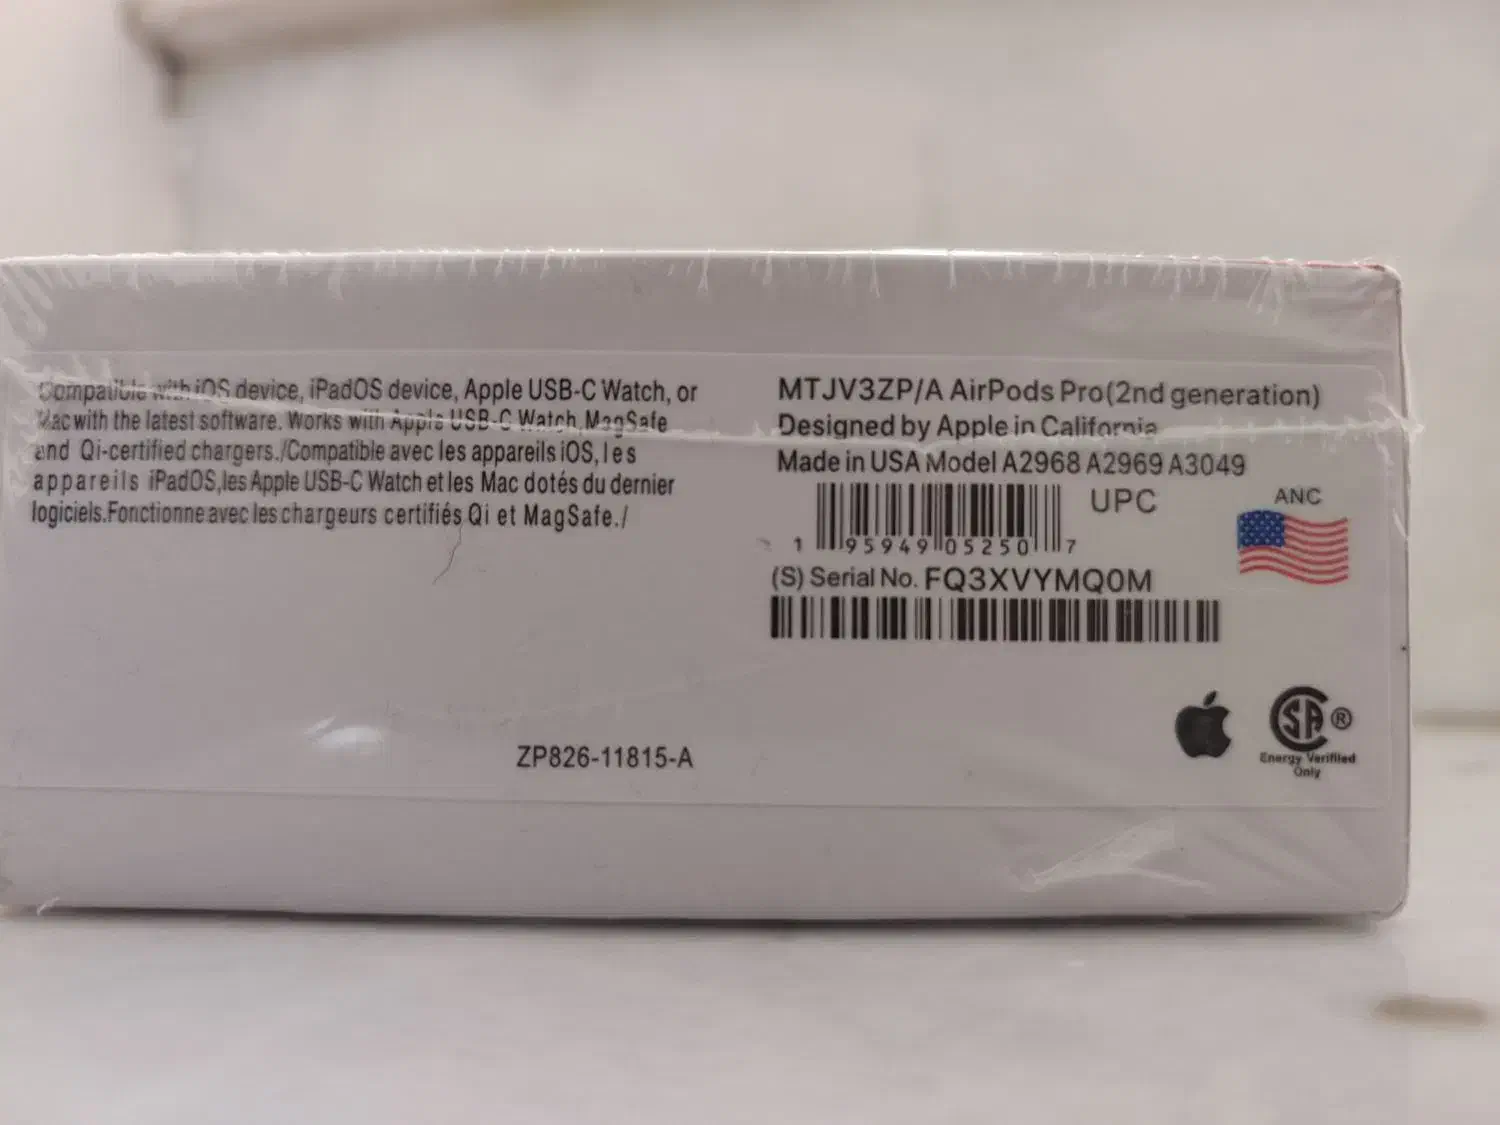 Compatible with iOS device, iPadOS device, Apple USB-C Watch, or
Mac with the latest software. Works with Apple USB-C Watch, MagSafe
and Qi-certified chargers./Compatible avec les appareils iOS, les
appareils iPadOS, les Apple USB-C Watch et les Mac dotés du dernier
logiciels. Fonctionne avec les chargeurs certifiés Qi et MagSafe./
ZP826-11815-A
MTJV3ZP/A AirPods Pro(2nd generation)
Designed by Apple in California
Made in USA Model A2968 A2969 A3049
UPC
ANC
1 95949 05250 7
(S) Serial No. FQ3XVYMQ0M
SA ®
Energy Verifiied
Only